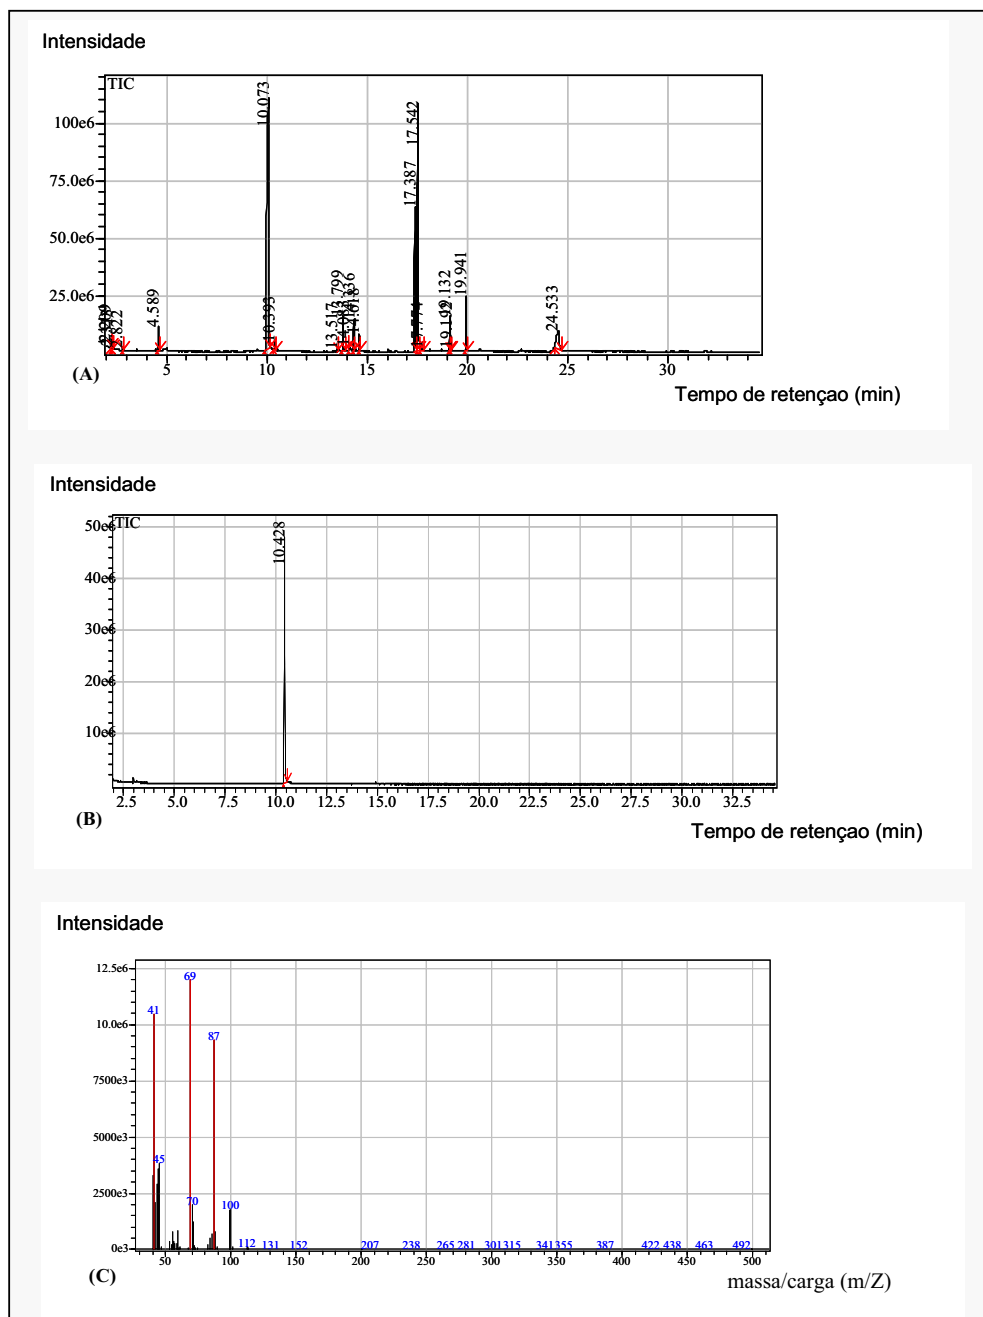 Intensidade
TIC
100e6
75.0e6
50.0e6
25.0e6
4.589
10.073
10.393
13.517
17.387
17.542
19.132
19.192
19.941
24.533
5 10 15 20 25 30
(A)
Tempo de retençao (min)
Intensidade
TIC
50e6
40e6
30e6
20e6
10e6
10.428
2.5 5.0 7.5 10.0 12.5 15.0 17.5 20.0 22.5 25.0 27.5 30.0 32.5
(B)
Tempo de retençao (min)
Intensidade
12.5e6
10.0e6
7500e3
5000e3
2500e3
0e3
69
41
87
45
70
100
112 131 152 207 238 265 281 301 315 341 355 387 422 438 463 492
50 100 150 200 250 300 350 400 450 500
(C)
massa/carga (m/Z)